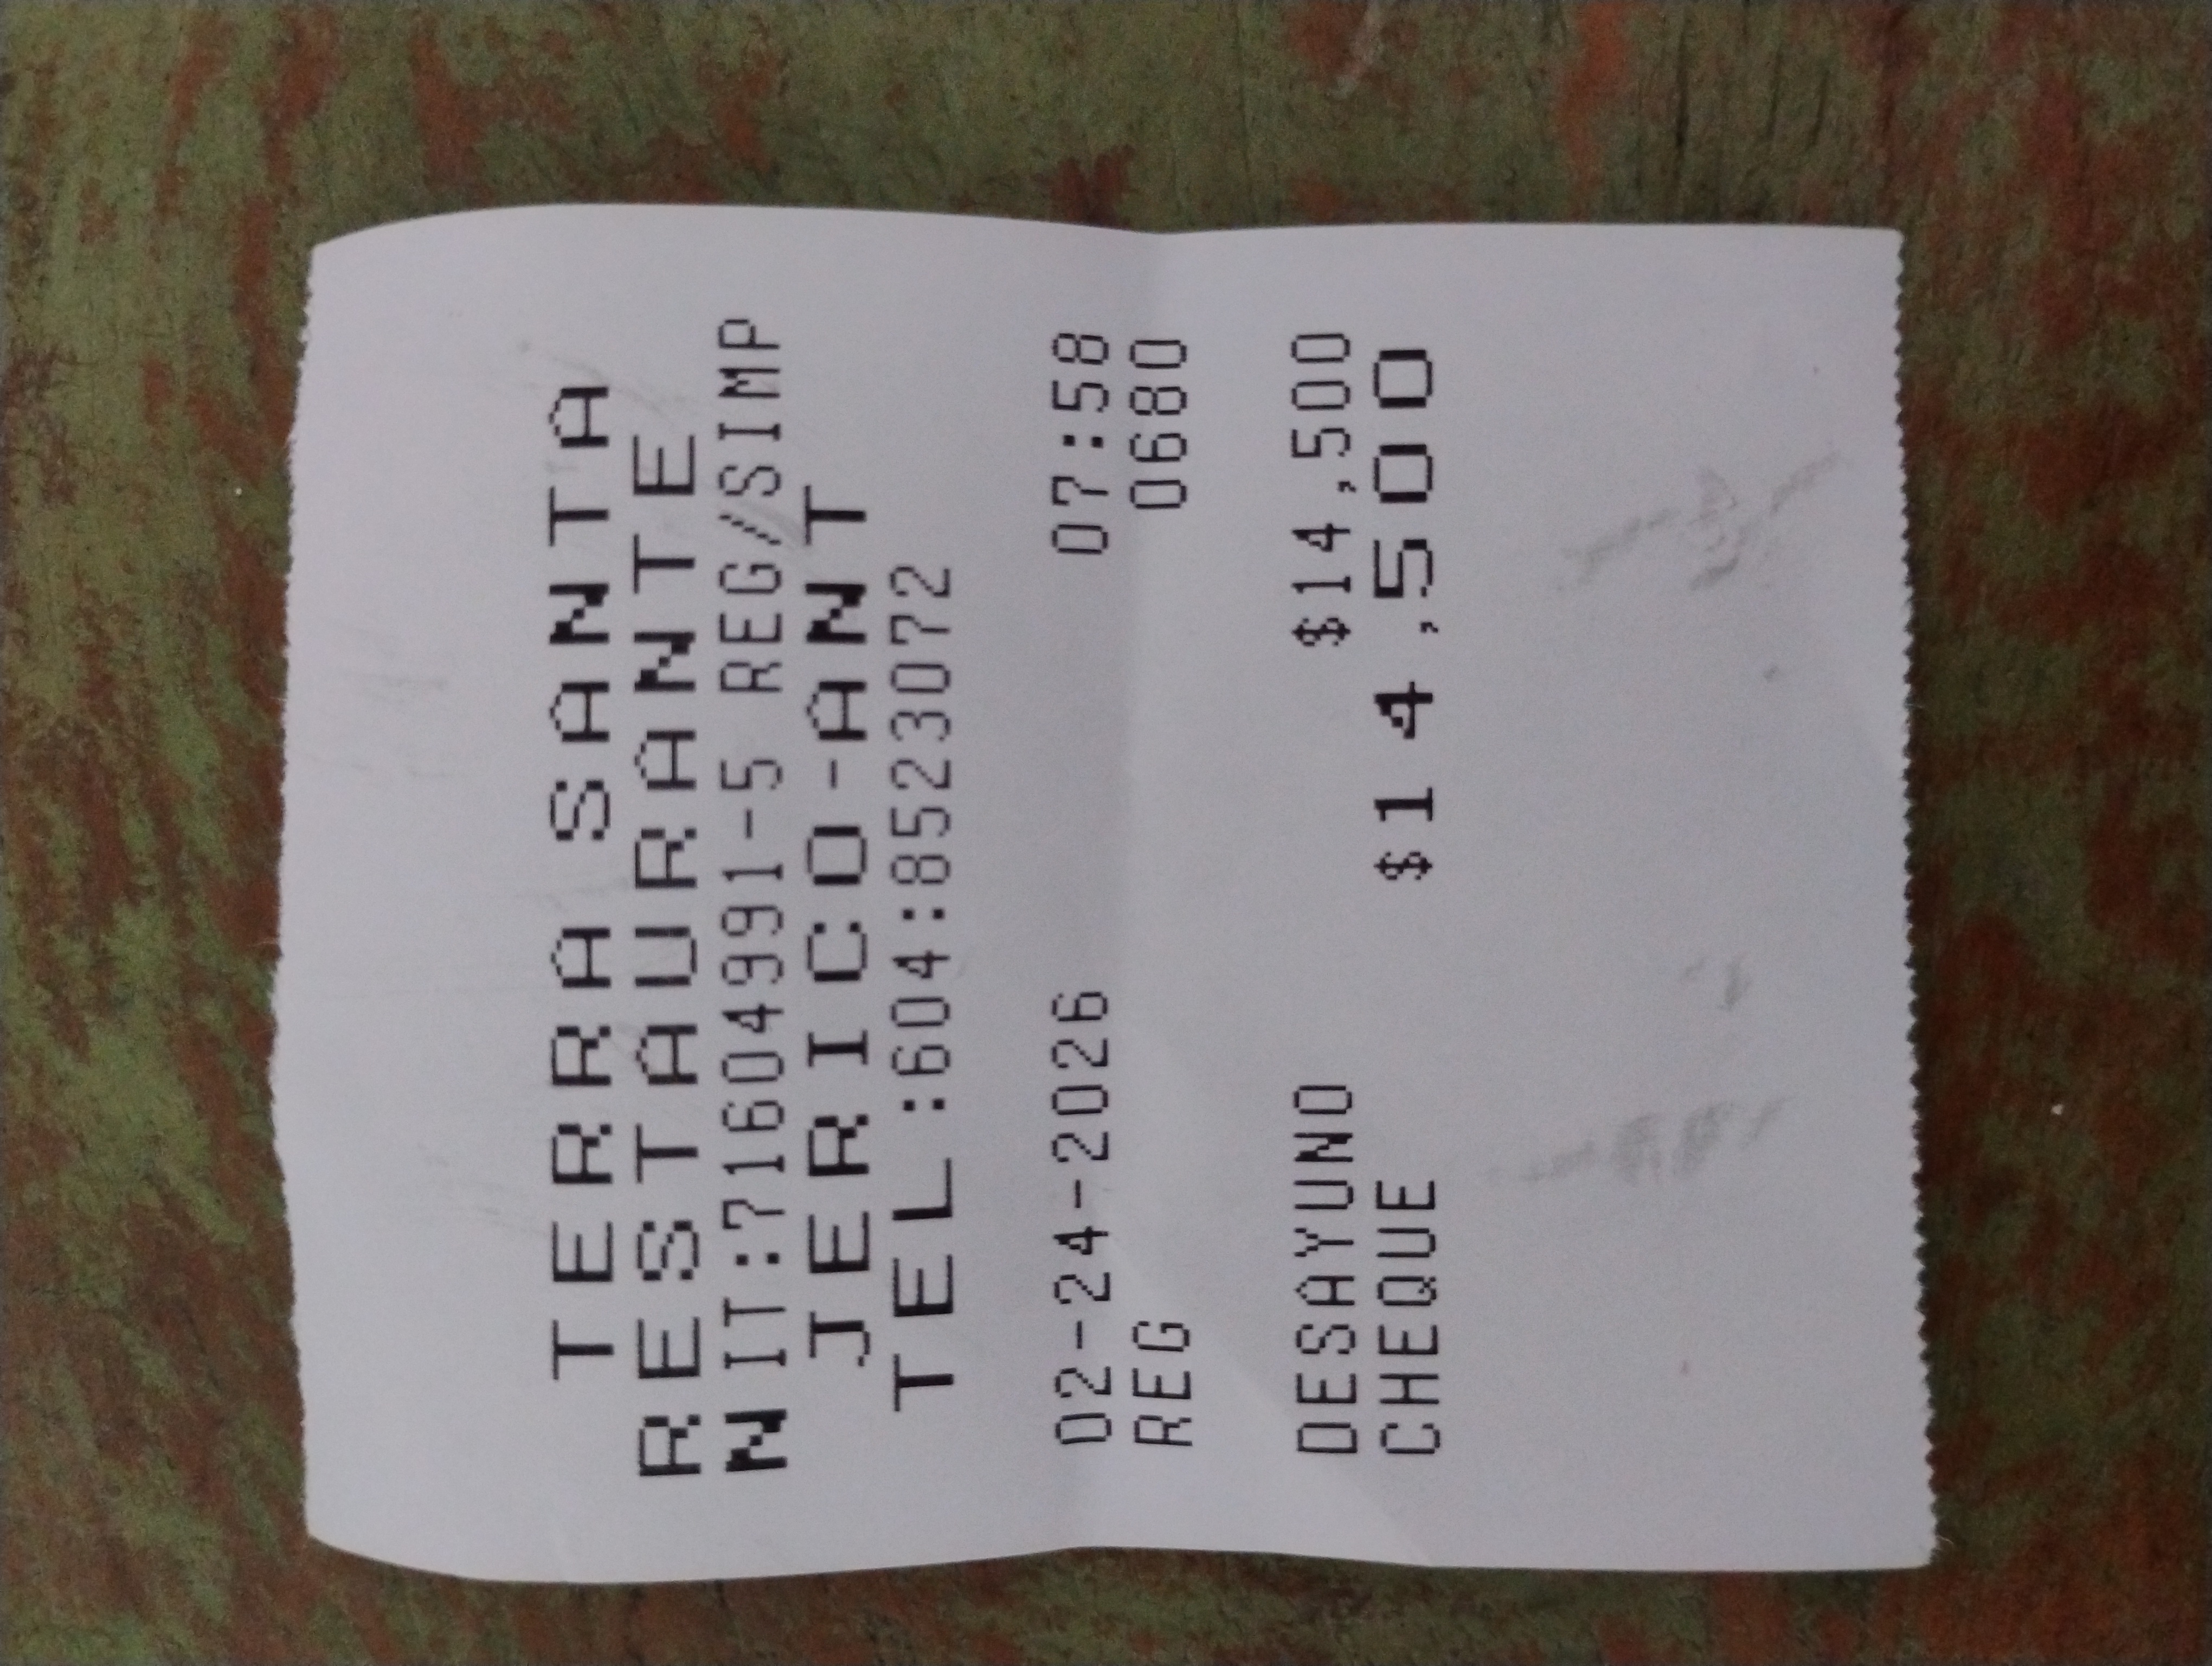 TERRA SANTA
RESTAURANTE
NIT:71604991-5 REG/SIMP
JERICO-ANT
TEL:604:8523072
02-24-2026 07:58
REG 0680
DESAYUNO $14,500
CHEQUE $14,500